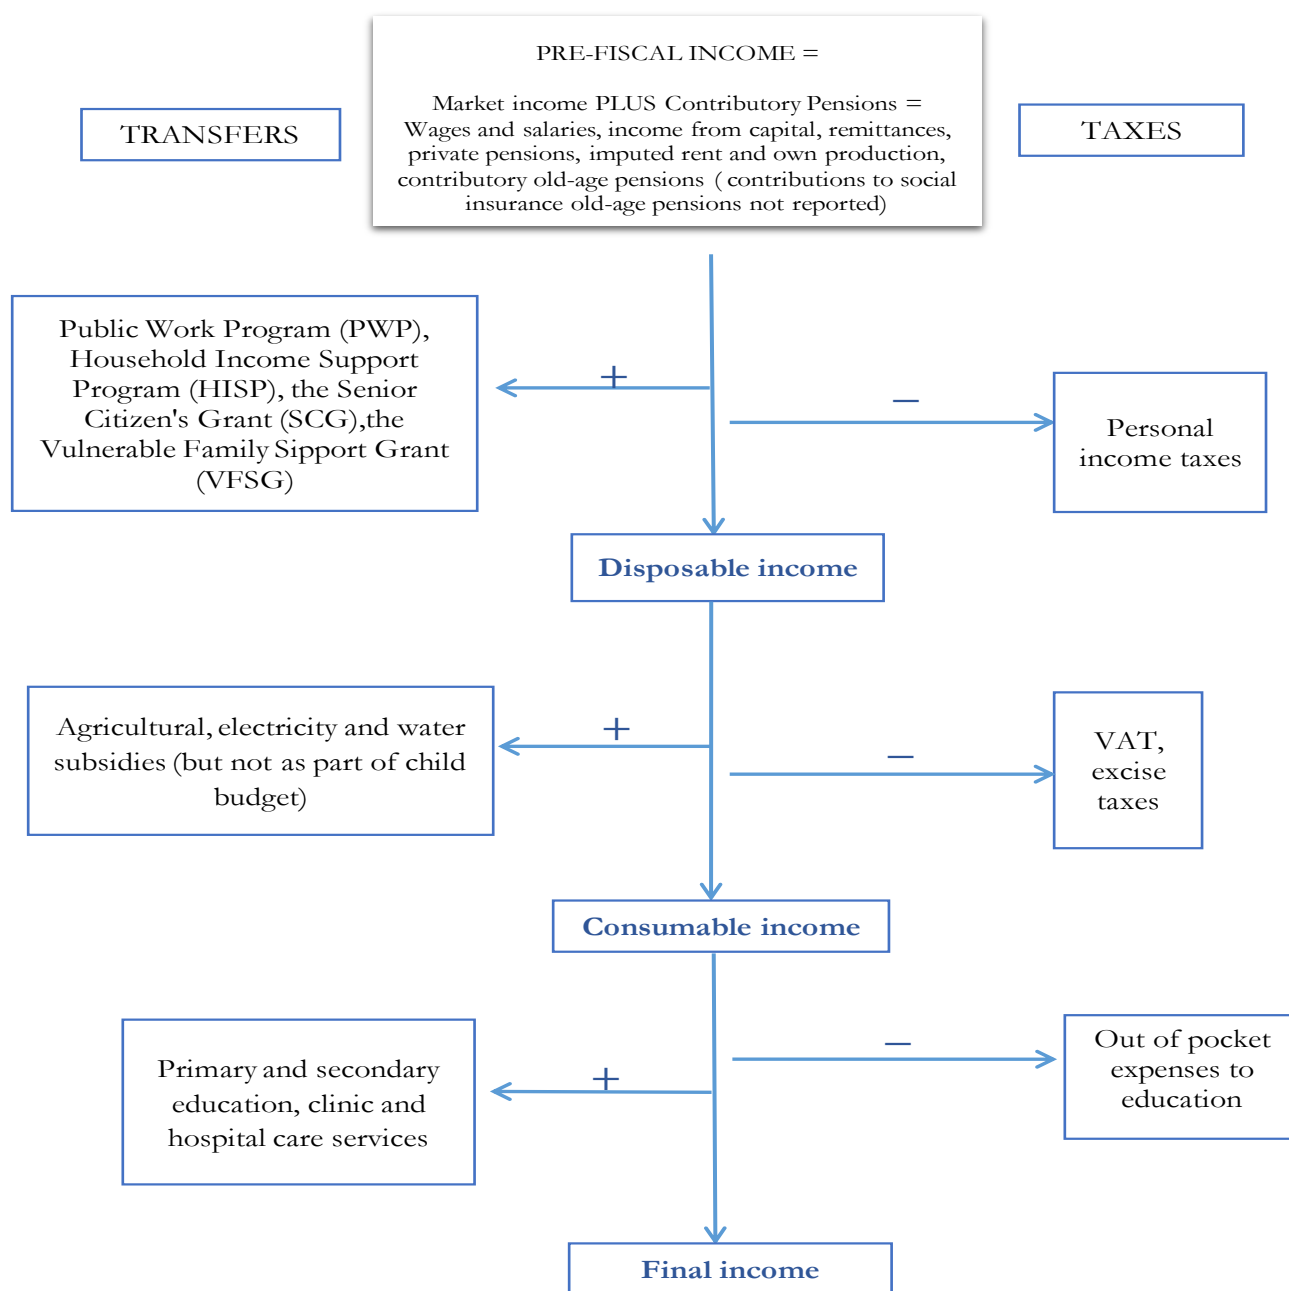 PRE-FISCAL INCOME =
Market income PLUS Contributory Pensions =
Wages and salaries, income from capital, remittances,
private pensions, imputed rent and own production,
contributory old-age pensions ( contributions to social
insurance old-age pensions not reported)
TRANSFERS
TAXES
Public Work Program (PWP),
Household Income Support
Program (HISP), the Senior
Citizen's Grant (SCG),the
Vulnerable Family Sipport Grant
(VFSG)
+
−
Personal
income taxes
Disposable income
Agricultural, electricity and water
subsidies (but not as part of child
budget)
+
−
VAT,
excise
taxes
Consumable income
Primary and secondary
education, clinic and
hospital care services
+
−
Out of pocket
expenses to
education
Final income